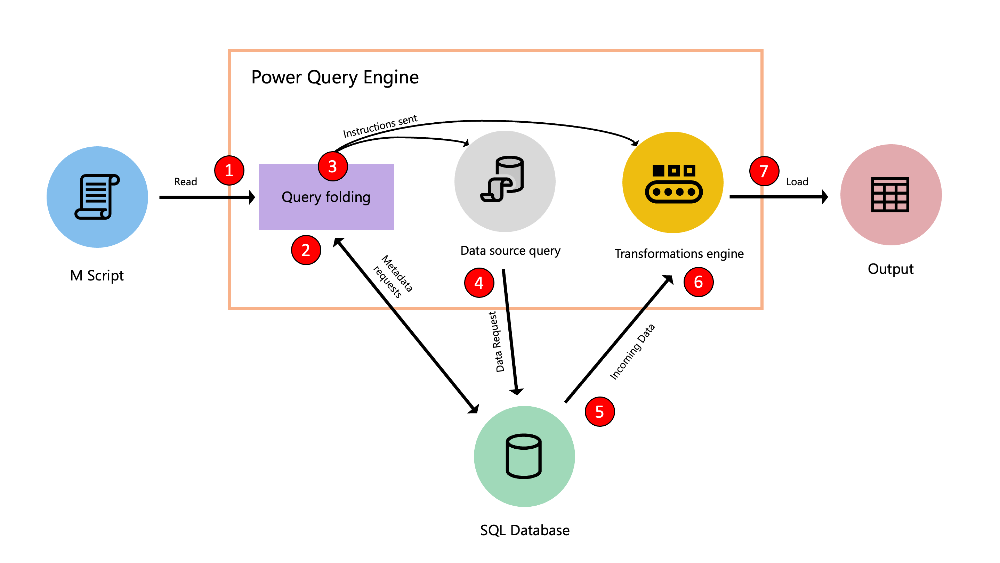 Power Query Engine
Instructions sent
1
Read
3
Query folding
7
Load
2
Metadata
requests
Data source query
Transformations engine
M Script
Output
4
6
Data Request
Incoming Data
5
SQL Database